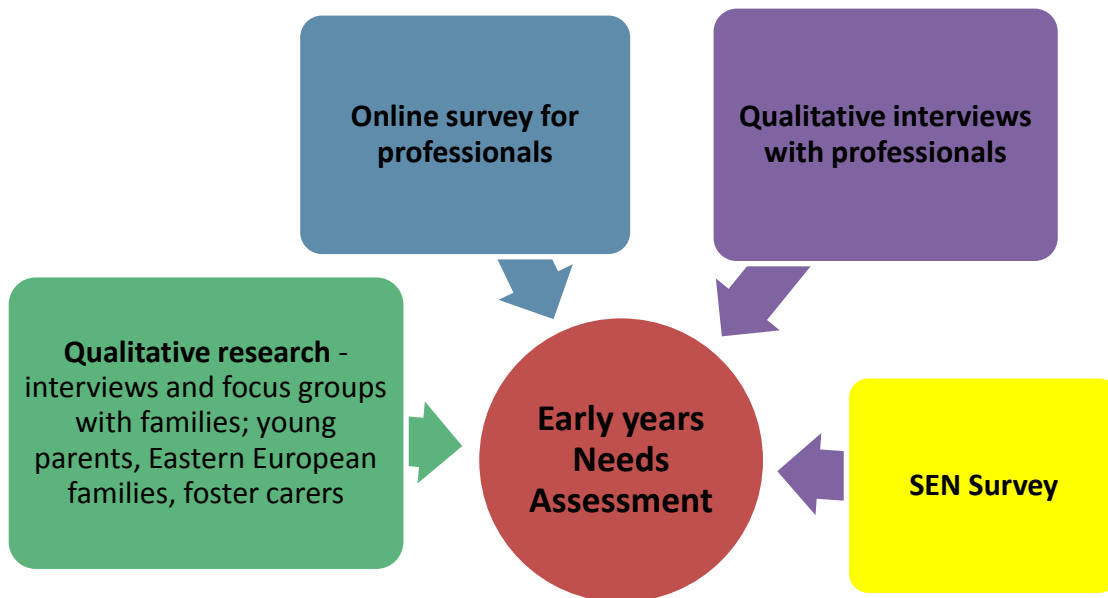 Online survey for
professionals
Qualitative interviews
with professionals
Qualitative research -
interviews and focus groups
with families; young
parents, Eastern European
families, foster carers
Early years
Needs
Assessment
SEN Survey